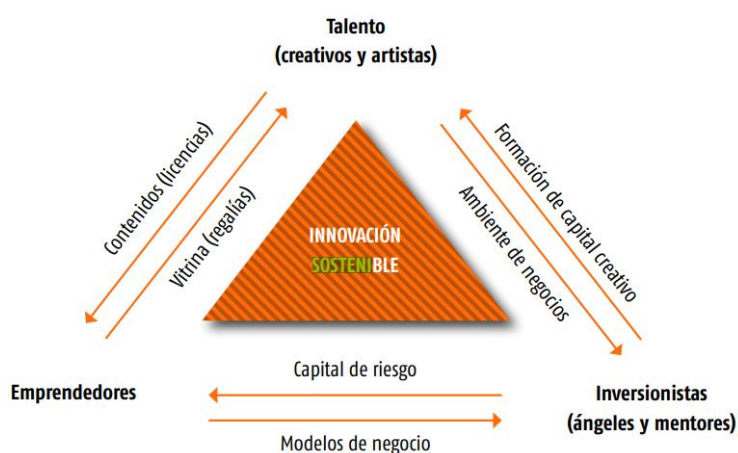 Talento
(creativos y artistas)
Contenidos (licencias)
Vitrina (regalías)
Formación de capital creativo
Ambiente de negocios
INNOVACIÓN
SOSTENIBLE
Capital de riesgo
Emprendedores
Inversionistas
(ángeles y mentores)
Modelos de negocio